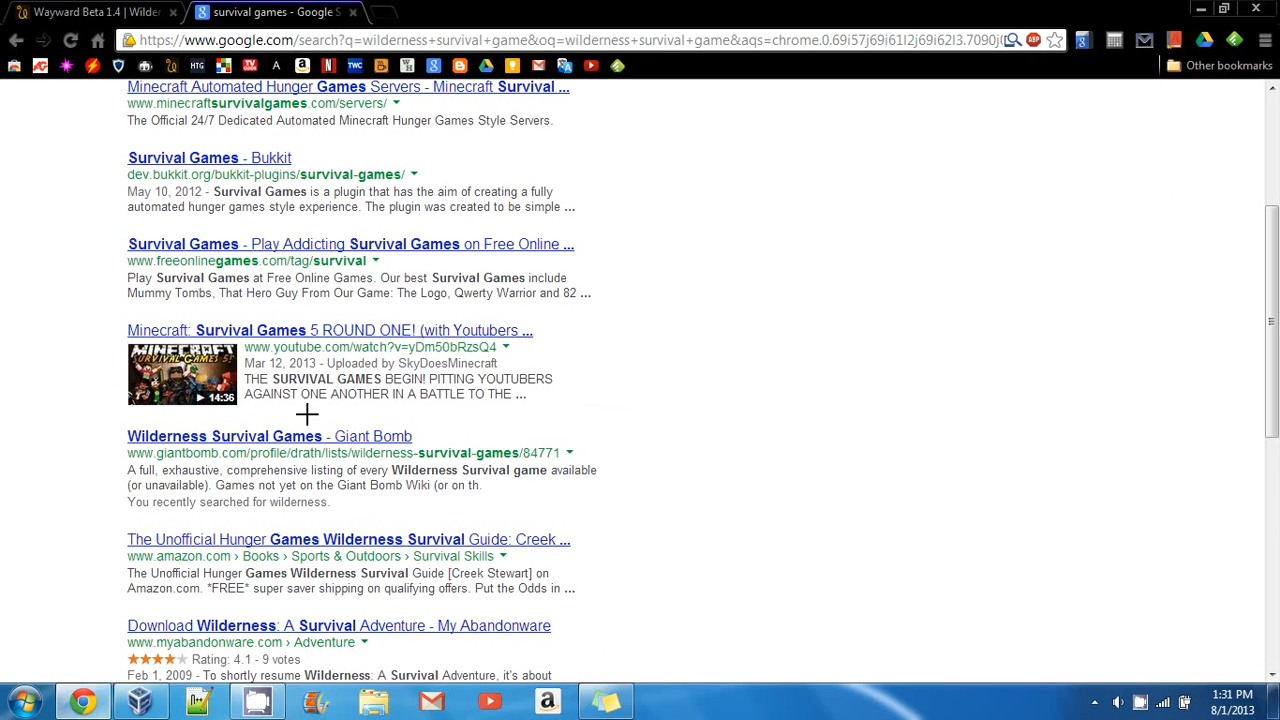 Wayward Beta 1.4 | Wilder
survival games - Google S
https://www.google.com/search?q=wilderness+survival+game&oq=wilderness+survival+game&aqs=chrome.0.69i57j69i61l2j69i62l3.7090j
Other bookmarks
Minecraft Automated Hunger Games Servers - Minecraft Survival ...
www.minecraftsurvivalgames.com/servers/
The Official 24/7 Dedicated Automated Minecraft Hunger Games Style Servers.
Survival Games - Bukkit
dev.bukkit.org/bukkit-plugins/survival-games/
May 10, 2012 - Survival Games is a plugin that has the aim of creating a fully
automated hunger games style experience. The plugin was created to be simple ...
Survival Games - Play Addicting Survival Games on Free Online ...
www.freeonlinegames.com/tag/survival
Play Survival Games at Free Online Games. Our best Survival Games include
Mummy Tombs, That Hero Guy From Our Game: The Logo, Qwerty Warrior and 82 ...
Minecraft: Survival Games 5 ROUND ONE! (with Youtubers ...
www.youtube.com/watch?v=yDm50bRzsQ4
Mar 12, 2013 - Uploaded by SkyDoesMinecraft
THE SURVIVAL GAMES BEGIN! PITTING YOUTUBERS
AGAINST ONE ANOTHER IN A BATTLE TO THE ...
MINECRAFT
SURVIVAL GAMES 5!
14:36
Wilderness Survival Games - Giant Bomb
www.giantbomb.com/profile/drath/lists/wilderness-survival-games/84771
A full, exhaustive, comprehensive listing of every Wilderness Survival game available
(or unavailable). Games not yet on the Giant Bomb Wiki (or on th.
You recently searched for wilderness.
The Unofficial Hunger Games Wilderness Survival Guide: Creek ...
www.amazon.com › Books › Sports & Outdoors › Survival Skills
The Unofficial Hunger Games Wilderness Survival Guide [Creek Stewart] on
Amazon.com. *FREE* super saver shipping on qualifying offers. Put the Odds in ...
Download Wilderness: A Survival Adventure - My Abandonware
www.myabandonware.com › Adventure
Rating: 4.1 - 9 votes
Feb 1, 2009 - To shortly resume Wilderness: A Survival Adventure, it's about
1:31 PM
8/1/2013